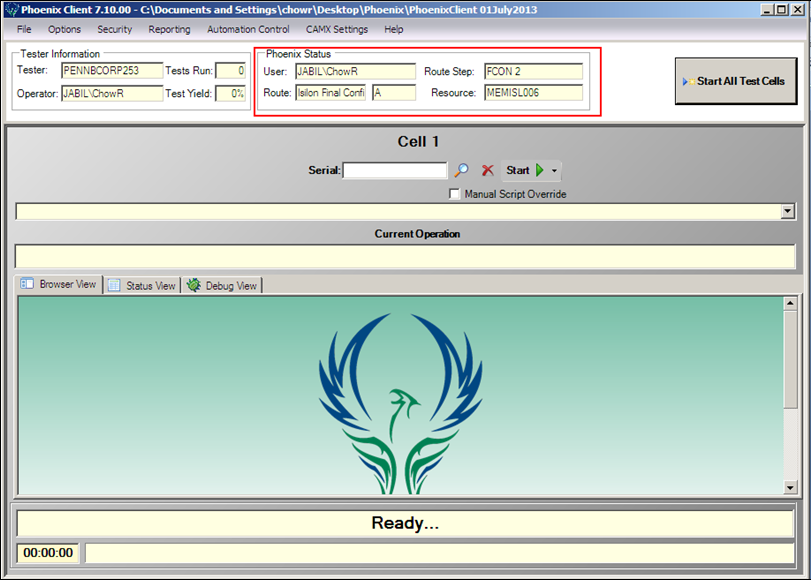 Phoenix Client 7.10.00 - C:\Documents and Settings\chowr\Desktop\Phoenix\PhoenixClient 01July2013
File Options Security Reporting Automation Control CAMX Settings Help
Tester Information
Tester: PENNBCORP253 Tests Run: 0
Operator: JABIL\ChowR Test Yield: 0%
Phoenix Status
User: JABIL\ChowR Route Step: FCON 2
Route: Isilon Final Confi A Resource: MEMISL006
Start All Test Cells
Cell 1
Serial: Start
Manual Script Override
Current Operation
Browser View Status View Debug View
Ready...
00:00:00